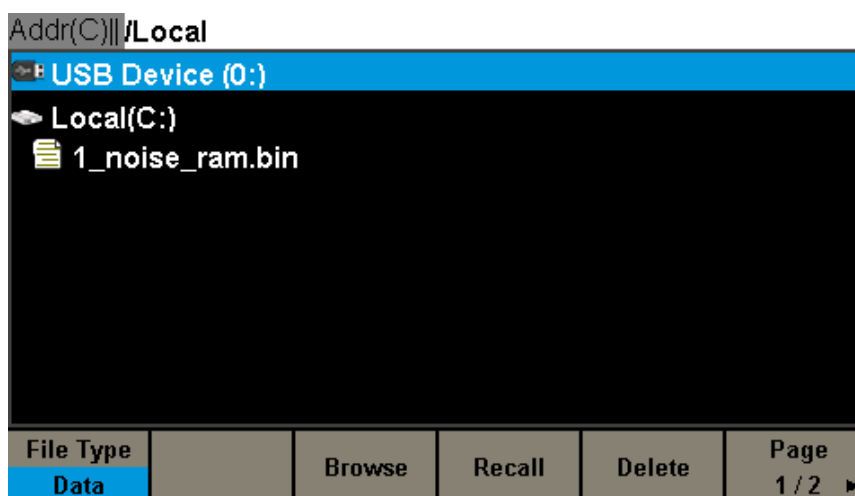 Addr(C)|| /Local
USB Device (0:)
Local(C:)
1_noise_ram.bin
File Type
Data
Browse
Recall
Delete
Page
1 / 2